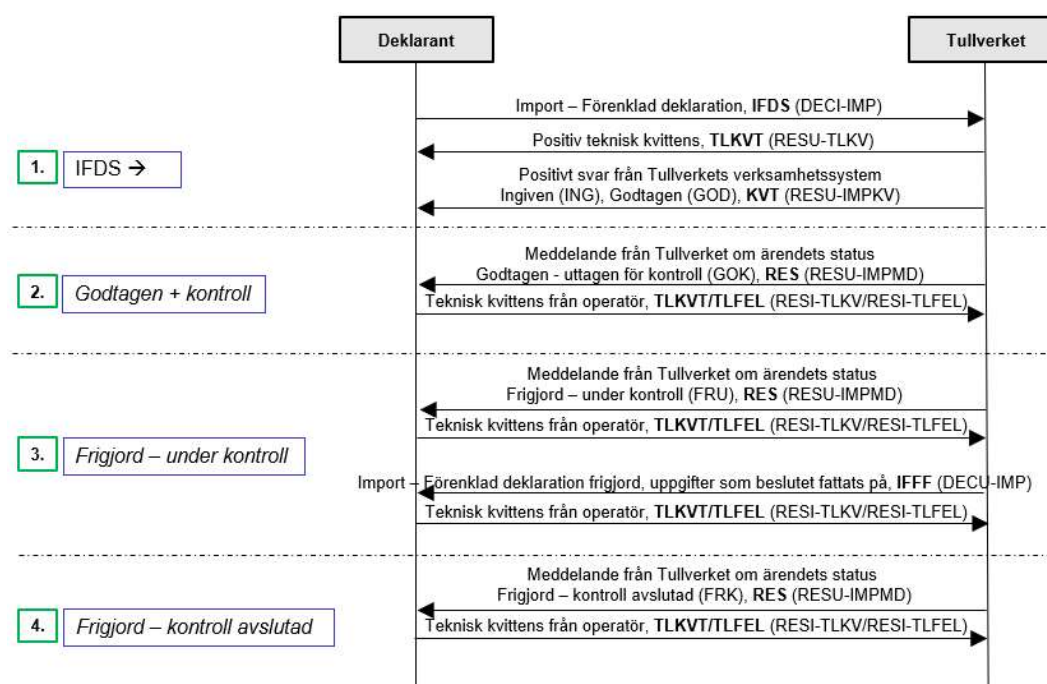 Deklarant
Tullverket
Import – Förenklad deklaration, IFDS (DECI-IMP)
Positiv teknisk kvittens, TLKVT (RESU-TLKV)
1.
IFDS →
Positivt svar från Tullverkets verksamhetssystem
Ingiven (ING), Godtagen (GOD), KVT (RESU-IMPKV)
Meddelande från Tullverket om ärendets status
2.
Godtagen + kontroll
Godtagen - uttagen för kontroll (GOK), RES (RESU-IMPMD)
Teknisk kvittens från operatör, TLKVT/TLFEL (RESI-TLKV/RESI-TLFEL)
Meddelande från Tullverket om ärendets status
Frigjord – under kontroll (FRU), RES (RESU-IMPMD)
Teknisk kvittens från operatör, TLKVT/TLFEL (RESI-TLKV/RESI-TLFEL)
3.
Frigjord – under kontroll
Import – Förenklad deklaration frigjord, uppgifter som beslutet fattats på, IFFF (DECU-IMP)
Teknisk kvittens från operatör, TLKVT/TLFEL (RESI-TLKV/RESI-TLFEL)
Meddelande från Tullverket om ärendets status
Frigjord – kontroll avslutad (FRK), RES (RESU-IMPMD)
4.
Frigjord – kontroll avslutad
Teknisk kvittens från operatör, TLKVT/TLFEL (RESI-TLKV/RESI-TLFEL)